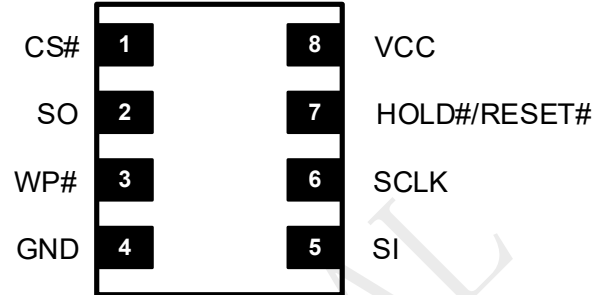 CS# 1 8 VCC
SO 2 7 HOLD#/RESET#
WP# 3 6 SCLK
GND 4 5 SI